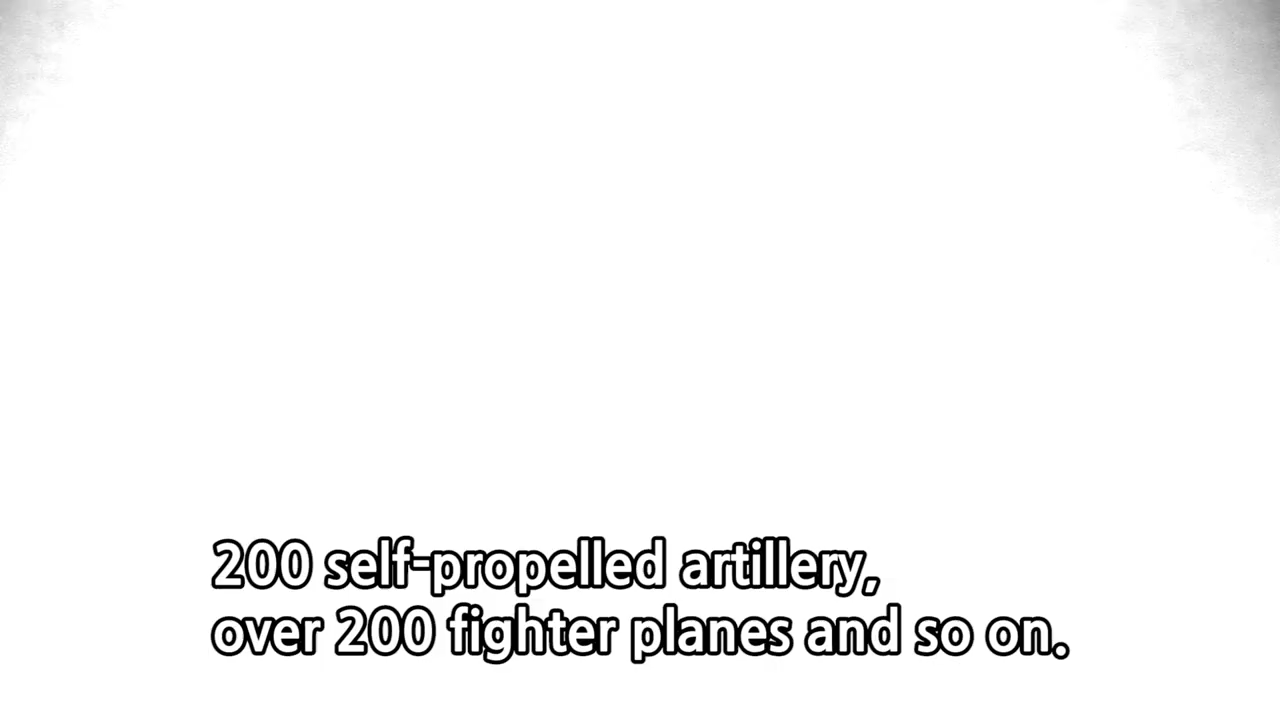 200 self-propelled artillery,
over 200 fighter planes and so on.